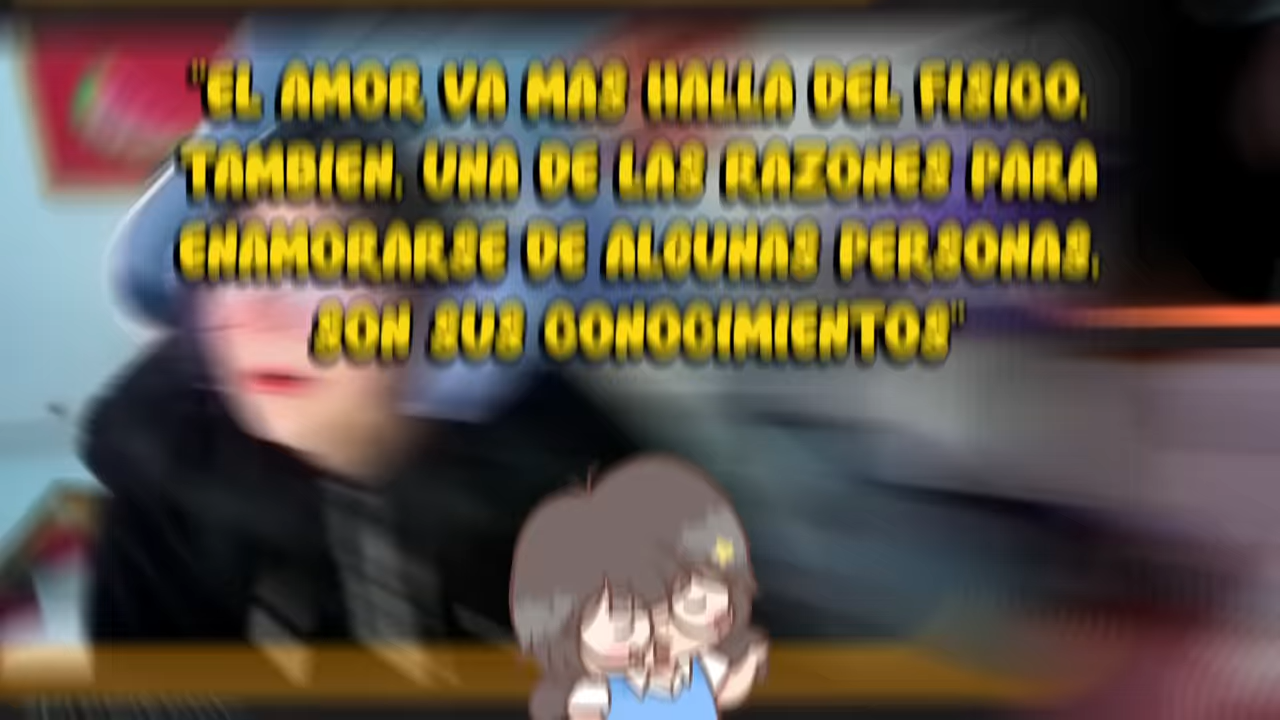 "EL AMOR VA MAS HALLA DEL FISICO,
TAMBIEN, UNA DE LAS RAZONES PARA
ENAMORARSE DE ALGUNAS PERSONAS,
SON SUS CONOCIMIENTOS"